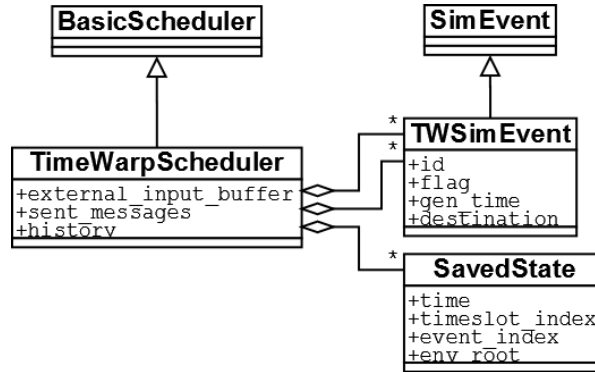 BasicScheduler
SimEvent
TimeWarpScheduler
+external_input_buffer
+sent_messages
+history
*
*
TWSimEvent
+id
+flag
+gen_time
+destination
*
SavedState
+time
+timeslot_index
+event_index
+env_root